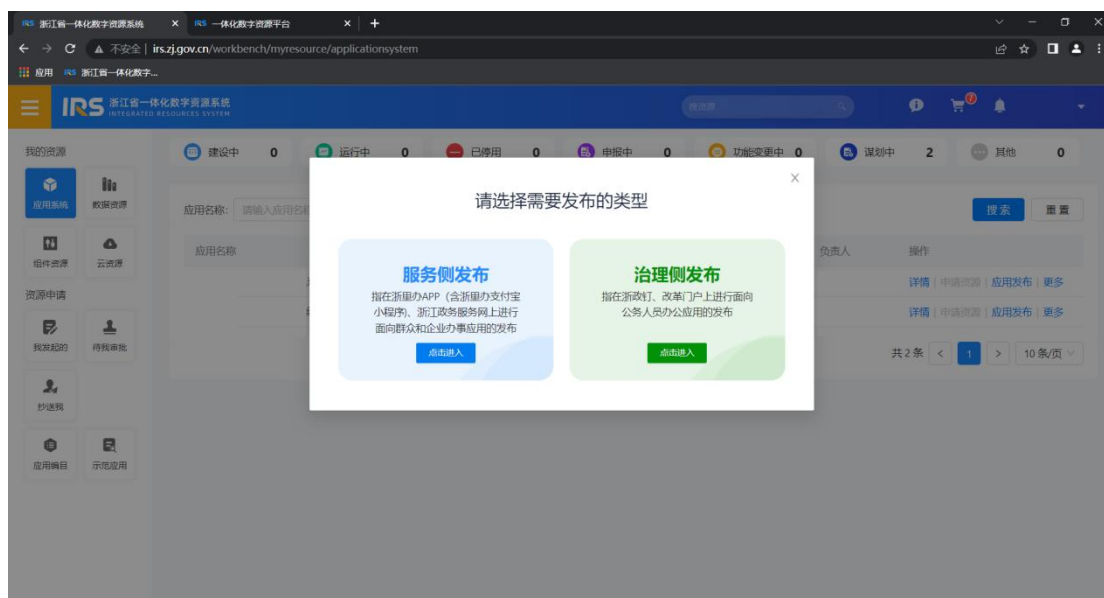 IRS 浙江省一体化数字资源系统
IRS 一体化数字资源平台
不安全 | irs.zj.gov.cn/workbench/myresource/applicationsystem
应用 IRS 浙江省一体化数字...
IRS 浙江省一体化数字资源系统
INTEGRATED RESOURCES SYSTEM
搜资源
7
我的资源
建设中 0 运行中 0 已停用 0 申报中 0 功能变更中 0 谋划中 2 其他 0
应用系统 数据资源
应用名称: 请输入应用名称
搜索 重置
组件资源 云资源
应用名称 负责人 操作
详情 | 申请资源 | 应用发布 | 更多
详情 | 申请资源 | 应用发布 | 更多
共 2 条 < 1 > 10 条/页
资源申请
我发起的 待我审批
抄送我
应用编目 示范应用
请选择需要发布的类型
服务侧发布
指在浙里办APP（含浙里办支付宝
小程序）、浙江政务服务网上进行
面向群众和企业办事应用的发布
点击进入
治理侧发布
指在浙政钉、改革门户上进行面向
公务人员办公应用的发布
点击进入